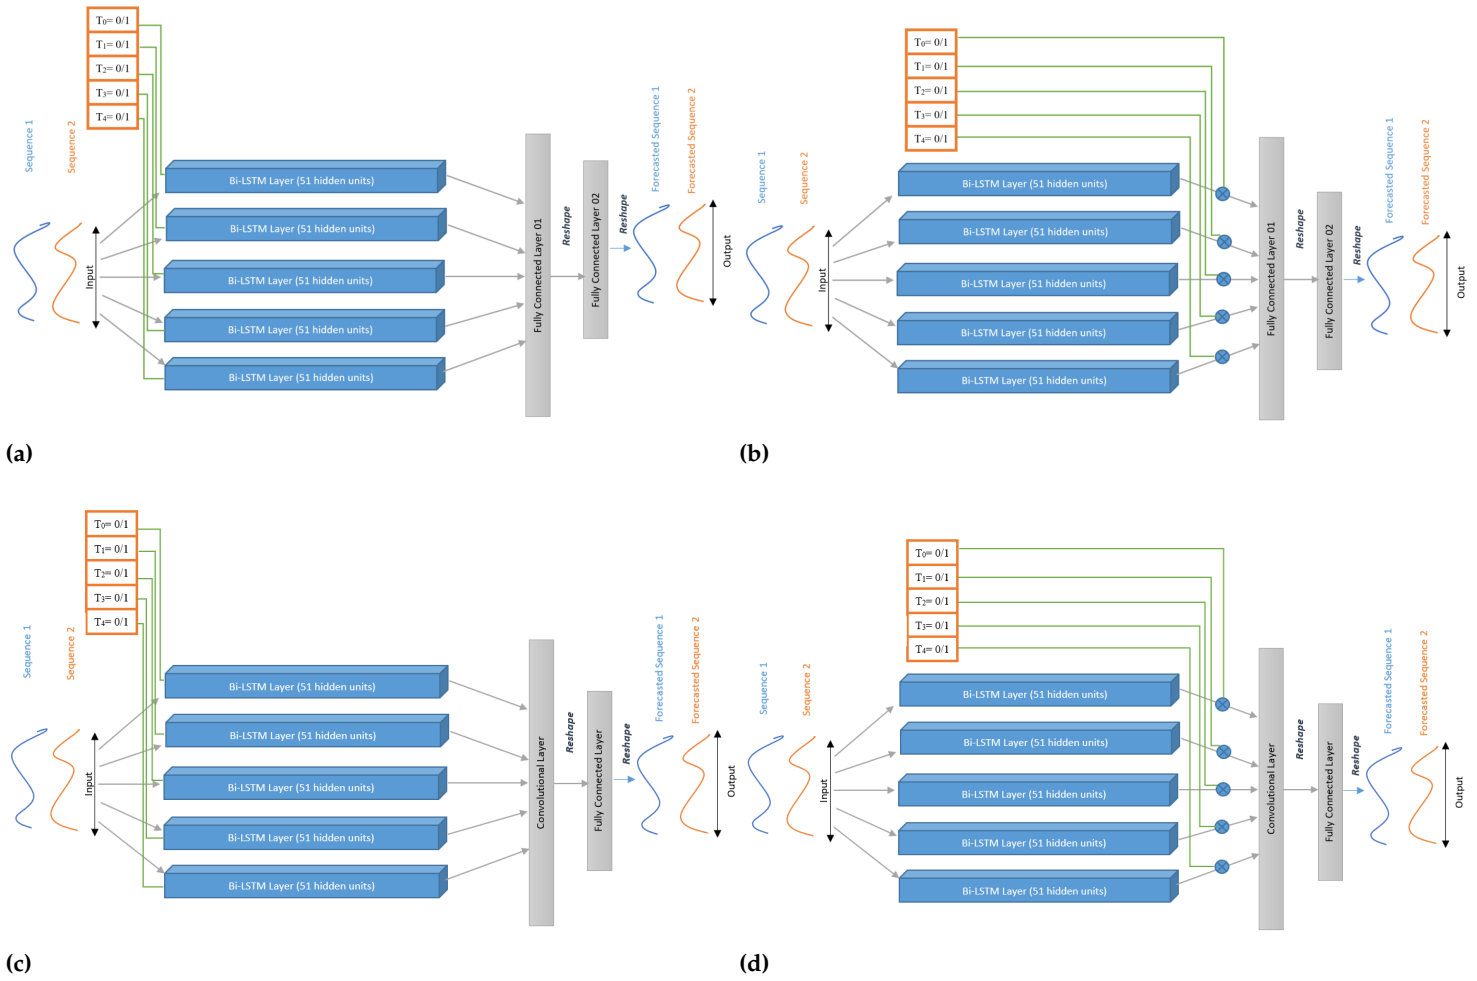 T₀= 0/1
T₁= 0/1
T₂= 0/1
T₃= 0/1
T₄= 0/1
Sequence 1
Sequence 2
Input
Bi-LSTM Layer (51 hidden units)
Bi-LSTM Layer (51 hidden units)
Bi-LSTM Layer (51 hidden units)
Bi-LSTM Layer (51 hidden units)
Bi-LSTM Layer (51 hidden units)
Fully Connected Layer 01
Reshape
Fully Connected Layer 02
Reshape
Forecasted Sequence 1
Forecasted Sequence 2
Output
(a)
T₀= 0/1
T₁= 0/1
T₂= 0/1
T₃= 0/1
T₄= 0/1
Sequence 1
Sequence 2
Input
Bi-LSTM Layer (51 hidden units)
Bi-LSTM Layer (51 hidden units)
Bi-LSTM Layer (51 hidden units)
Bi-LSTM Layer (51 hidden units)
Bi-LSTM Layer (51 hidden units)
Fully Connected Layer 01
Reshape
Fully Connected Layer 02
Reshape
Forecasted Sequence 1
Forecasted Sequence 2
Output
(b)
T₀= 0/1
T₁= 0/1
T₂= 0/1
T₃= 0/1
T₄= 0/1
Sequence 1
Sequence 2
Input
Bi-LSTM Layer (51 hidden units)
Bi-LSTM Layer (51 hidden units)
Bi-LSTM Layer (51 hidden units)
Bi-LSTM Layer (51 hidden units)
Bi-LSTM Layer (51 hidden units)
Convolutional Layer
Reshape
Fully Connected Layer
Reshape
Forecasted Sequence 1
Forecasted Sequence 2
Output
(c)
T₀= 0/1
T₁= 0/1
T₂= 0/1
T₃= 0/1
T₄= 0/1
Sequence 1
Sequence 2
Input
Bi-LSTM Layer (51 hidden units)
Bi-LSTM Layer (51 hidden units)
Bi-LSTM Layer (51 hidden units)
Bi-LSTM Layer (51 hidden units)
Bi-LSTM Layer (51 hidden units)
Convolutional Layer
Reshape
Fully Connected Layer
Reshape
Forecasted Sequence 1
Forecasted Sequence 2
Output
(d)